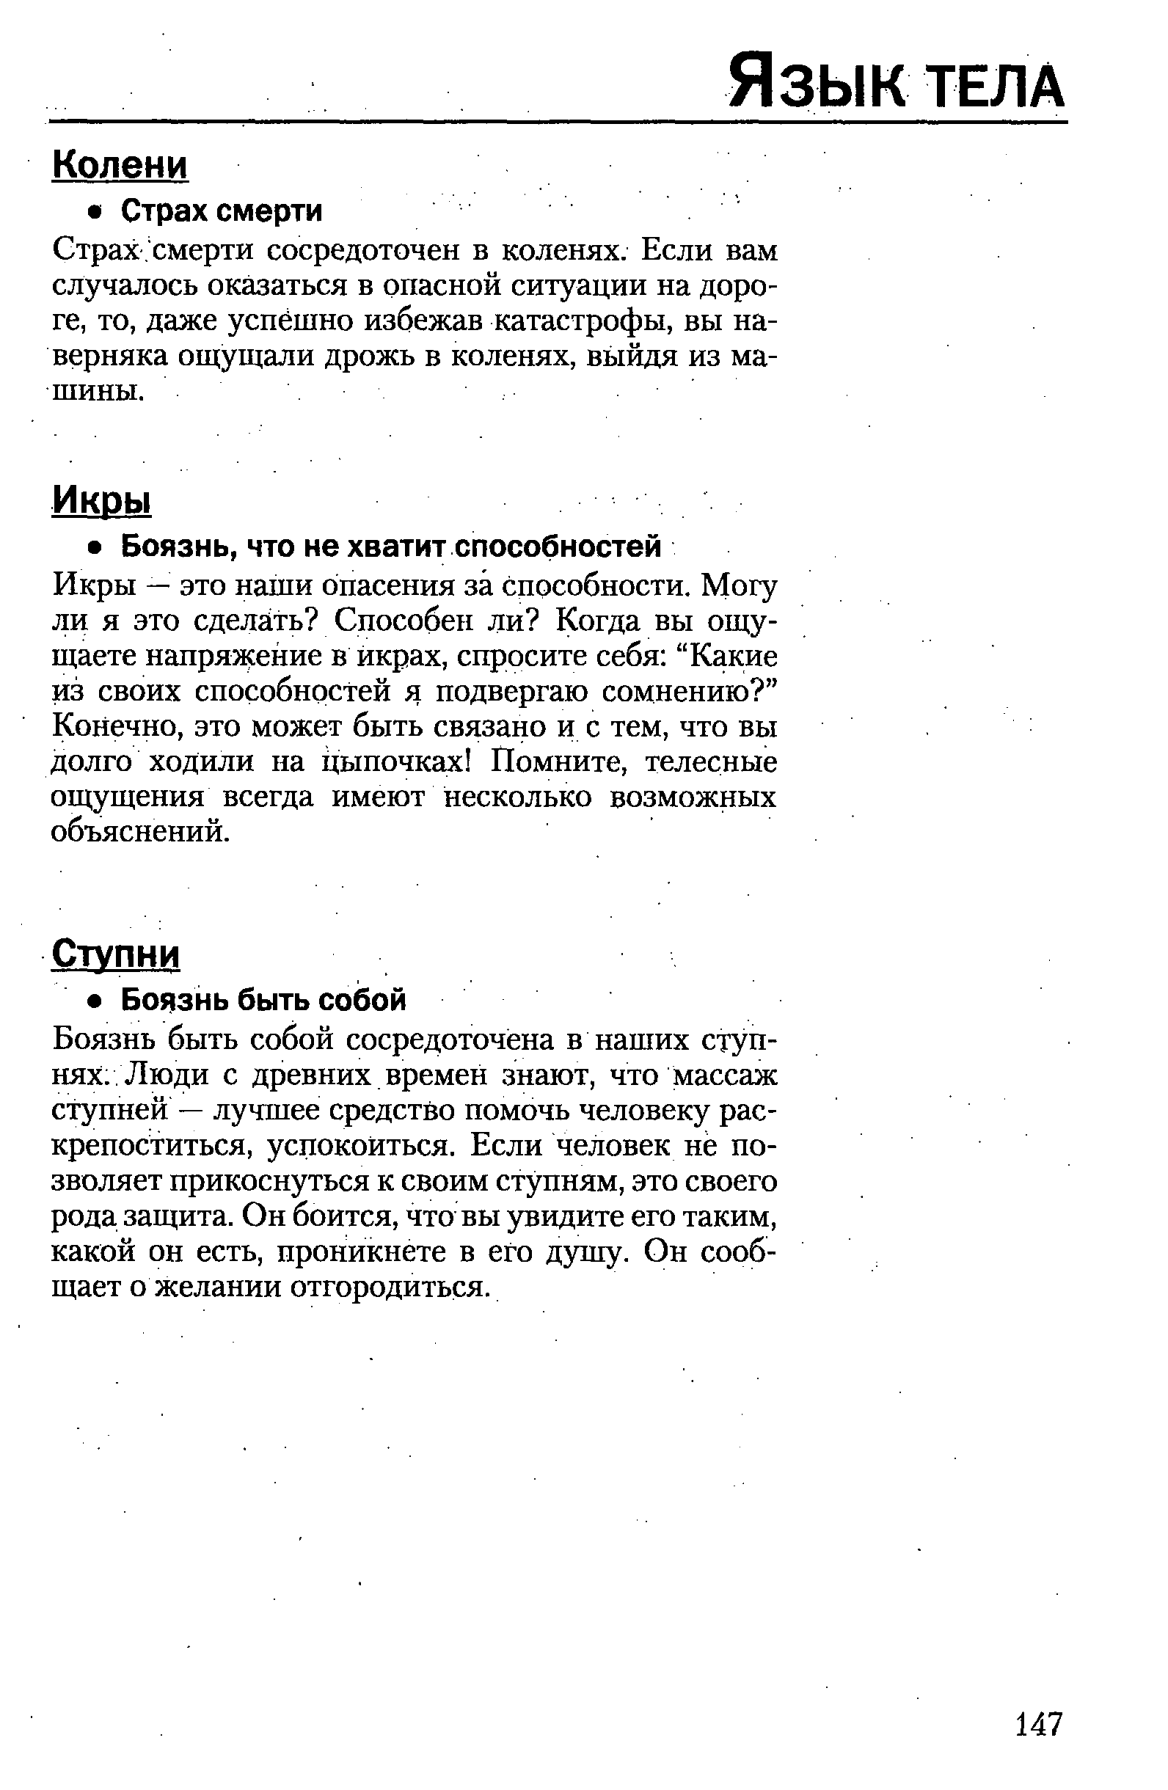 Язык тела
Колени
• Страх смерти
Страх смерти сосредоточен в коленях. Если вам
случалось оказаться в опасной ситуации на доро-
ге, то, даже успешно избежав катастрофы, вы на-
верняка ощущали дрожь в коленях, выйдя из ма-
шины.
Икры
• Боязнь, что не хватит способностей
Икры — это наши опасения за способности. Могу
ли я это сделать? Способен ли? Когда вы ощу-
щаете напряжение в икрах, спросите себя: “Какие
из своих способностей я подвергаю сомнению?”
Конечно, это может быть связано и с тем, что вы
долго ходили на цыпочках! Помните, телесные
ощущения всегда имеют несколько возможных
объяснений.
Ступни
• Боязнь быть собой
Боязнь быть собой сосредоточена в наших ступ-
нях. Люди с древних времен знают, что массаж
ступней — лучшее средство помочь человеку рас-
крепоститься, успокоиться. Если человек не по-
зволяет прикоснуться к своим ступням, это своего
рода защита. Он боится, что вы увидите его таким,
какой он есть, проникнете в его душу. Он сооб-
щает о желании отгородиться.
147